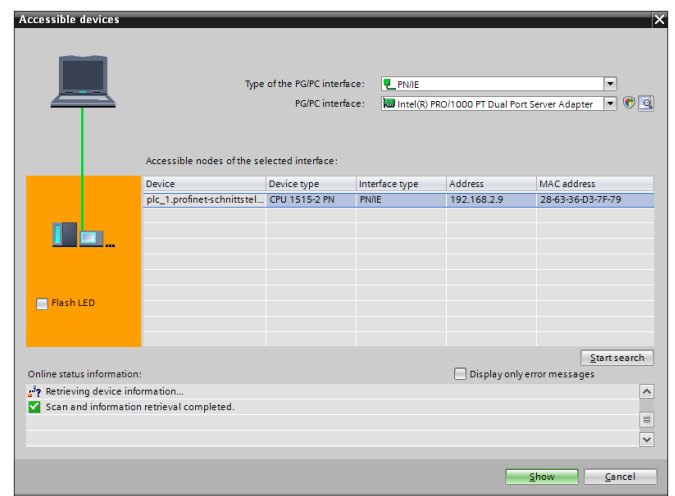 Accessible devices
Type of the PG/PC interface: PN/IE
PG/PC interface: Intel(R) PRO/1000 PT Dual Port Server Adapter
Accessible nodes of the selected interface:
Device Device type Interface type Address MAC address
plc_1.profinet-schnittstel... CPU 1515-2 PN PN/IE 192.168.2.9 28-63-36-D3-7F-79
...
Flash LED
Start search
Online status information: Display only error messages
Retrieving device information...
Scan and information retrieval completed.
Show Cancel